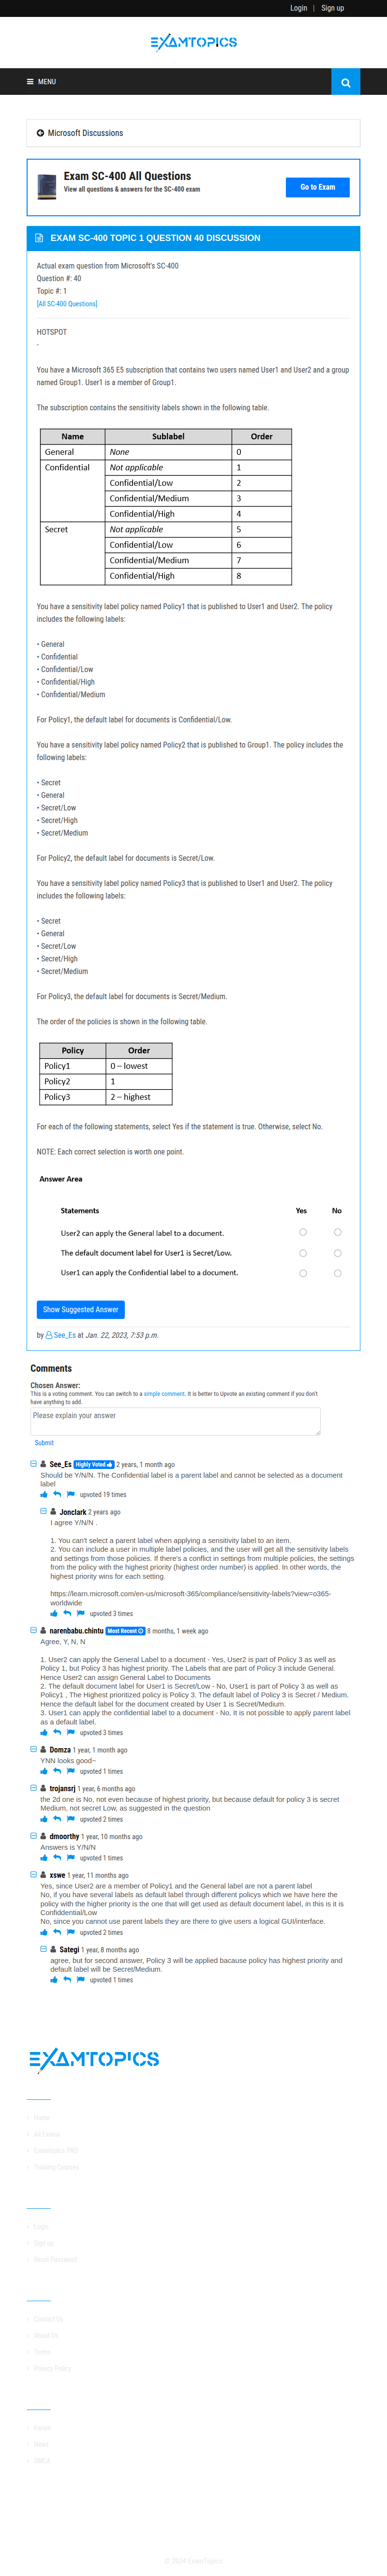 Login | Sign up
EXAMTOPICS
MENU
Microsoft Discussions
Exam SC-400 All Questions
View all questions & answers for the SC-400 exam
Go to Exam
EXAM SC-400 TOPIC 1 QUESTION 40 DISCUSSION
Actual exam question from Microsoft's SC-400
Question #: 40
Topic #: 1
[All SC-400 Questions]
HOTSPOT
-
You have a Microsoft 365 E5 subscription that contains two users named User1 and User2 and a group
named Group1. User1 is a member of Group1.
The subscription contains the sensitivity labels shown in the following table.
Name Sublabel Order
General None 0
Confidential Not applicable 1
Confidential/Low 2
Confidential/Medium 3
Confidential/High 4
Secret Not applicable 5
Confidential/Low 6
Confidential/Medium 7
Confidential/High 8
You have a sensitivity label policy named Policy1 that is published to User1 and User2. The policy
includes the following labels:
• General
• Confidential
• Confidential/Low
• Confidential/High
• Confidential/Medium
For Policy1, the default label for documents is Confidential/Low.
You have a sensitivity label policy named Policy2 that is published to Group1. The policy includes the
following labels:
• Secret
• General
• Secret/Low
• Secret/High
• Secret/Medium
For Policy2, the default label for documents is Secret/Low.
You have a sensitivity label policy named Policy3 that is published to User1 and User2. The policy
includes the following labels:
• Secret
• General
• Secret/Low
• Secret/High
• Secret/Medium
For Policy3, the default label for documents is Secret/Medium.
The order of the policies is shown in the following table.
Policy Order
Policy1 0 – lowest
Policy2 1
Policy3 2 – highest
For each of the following statements, select Yes if the statement is true. Otherwise, select No.
NOTE: Each correct selection is worth one point.
Answer Area
Statements Yes No
User2 can apply the General label to a document.
The default document label for User1 is Secret/Low.
User1 can apply the Confidential label to a document.
Show Suggested Answer
by See_Es at Jan. 22, 2023, 7:53 p.m.
Comments
Chosen Answer:
This is a voting comment. You can switch to a simple comment. It is better to Upvote an existing comment if you don't
have anything to add.
Please explain your answer
Submit
See_Es Highly Voted 2 years, 1 month ago
Should be Y/N/N. The Confidential label is a parent label and cannot be selected as a document
label
upvoted 19 times
Jonclark 2 years ago
I agree Y/N/N .
1. You can't select a parent label when applying a sensitivity label to an item.
2. You can include a user in multiple label policies, and the user will get all the sensitivity labels
and settings from those policies. If there's a conflict in settings from multiple policies, the settings
from the policy with the highest priority (highest order number) is applied. In other words, the
highest priority wins for each setting.
https://learn.microsoft.com/en-us/microsoft-365/compliance/sensitivity-labels?view=o365-
worldwide
upvoted 3 times
narenbabu.chintu Most Recent 8 months, 1 week ago
Agree, Y, N, N
1. User2 can apply the General Label to a document - Yes, User2 is part of Policy 3 as well as
Policy 1, but Policy 3 has highest priority. The Labels that are part of Policy 3 include General.
Hence User2 can assign General Label to Documents
2. The default document label for User1 is Secret/Low - No, User1 is part of Policy 3 as well as
Policy1 , The Highest prioritized policy is Policy 3. The default label of Policy 3 is Secret / Medium.
Hence the default label for the document created by User 1 is Secret/Medium.
3. User1 can apply the confidential label to a document - No, It is not possible to apply parent label
as a default label.
upvoted 3 times
Domza 1 year, 1 month ago
YNN looks good~
upvoted 1 times
trojansrj 1 year, 6 months ago
the 2d one is No, not even because of highest priority, but because default for policy 3 is secret
Medium, not secret Low, as suggested in the question
upvoted 2 times
dmoorthy 1 year, 10 months ago
Answers is Y/N/N
upvoted 1 times
xswe 1 year, 11 months ago
Yes, since User2 are a member of Policy1 and the General label are not a parent label
No, if you have several labels as default label through different policys which we have here the
policy with the higher priority is the one that will get used as default document label, in this is it is
Confiddential/Low
No, since you cannot use parent labels they are there to give users a logical GUI/interface.
upvoted 2 times
Sategi 1 year, 8 months ago
agree, but for second answer, Policy 3 will be applied bacause policy has highest priority and
default label will be Secret/Medium.
upvoted 1 times
EXAMTOPICS
Home
All Exams
Examtopics PRO
Training Courses
Login
Sign up
Reset Password
Contact Us
About Us
Terms
Privacy Policy
Forum
News
DMCA
© 2024 ExamTopics